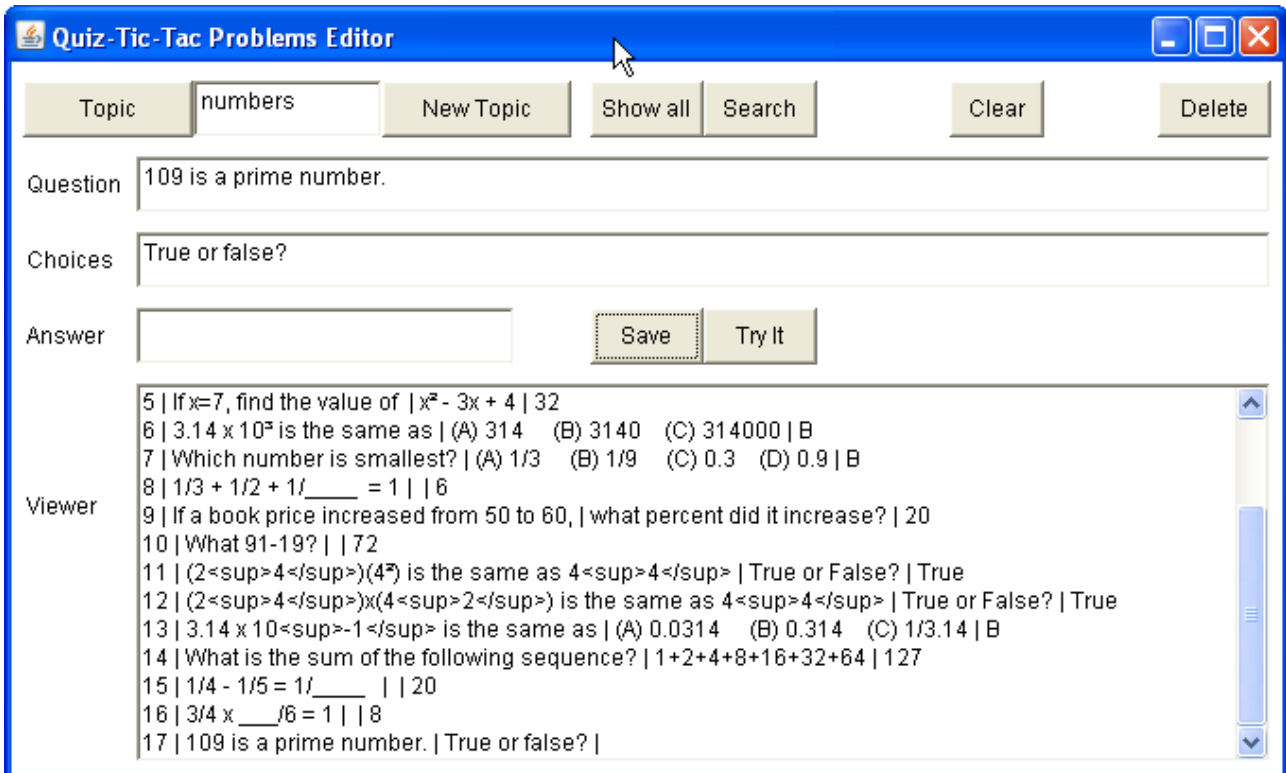 Quiz-Tic-Tac Problems Editor
Topic numbers New Topic Show all Search Clear Delete
Question 109 is a prime number.
Choices True or false?
Answer Save Try It
Viewer
5 | If x=7, find the value of | x² - 3x + 4 | 32
6 | 3.14 x 10³ is the same as | (A) 314 (B) 3140 (C) 314000 | B
7 | Which number is smallest? | (A) 1/3 (B) 1/9 (C) 0.3 (D) 0.9 | B
8 | 1/3 + 1/2 + 1/____ = 1 | | 6
9 | If a book price increased from 50 to 60, | what percent did it increase? | 20
10 | What 91-19? | | 72
11 | (2<sup>4</sup>)(4²) is the same as 4<sup>4</sup> | True or False? | True
12 | (2<sup>4</sup>)x(4<sup>2</sup>) is the same as 4<sup>4</sup> | True or False? | True
13 | 3.14 x 10<sup>-1</sup> is the same as | (A) 0.0314 (B) 0.314 (C) 1/3.14 | B
14 | What is the sum of the following sequence? | 1+2+4+8+16+32+64 | 127
15 | 1/4 - 1/5 = 1/____ | | 20
16 | 3/4 x ___/6 = 1 | | 8
17 | 109 is a prime number. | True or false? |